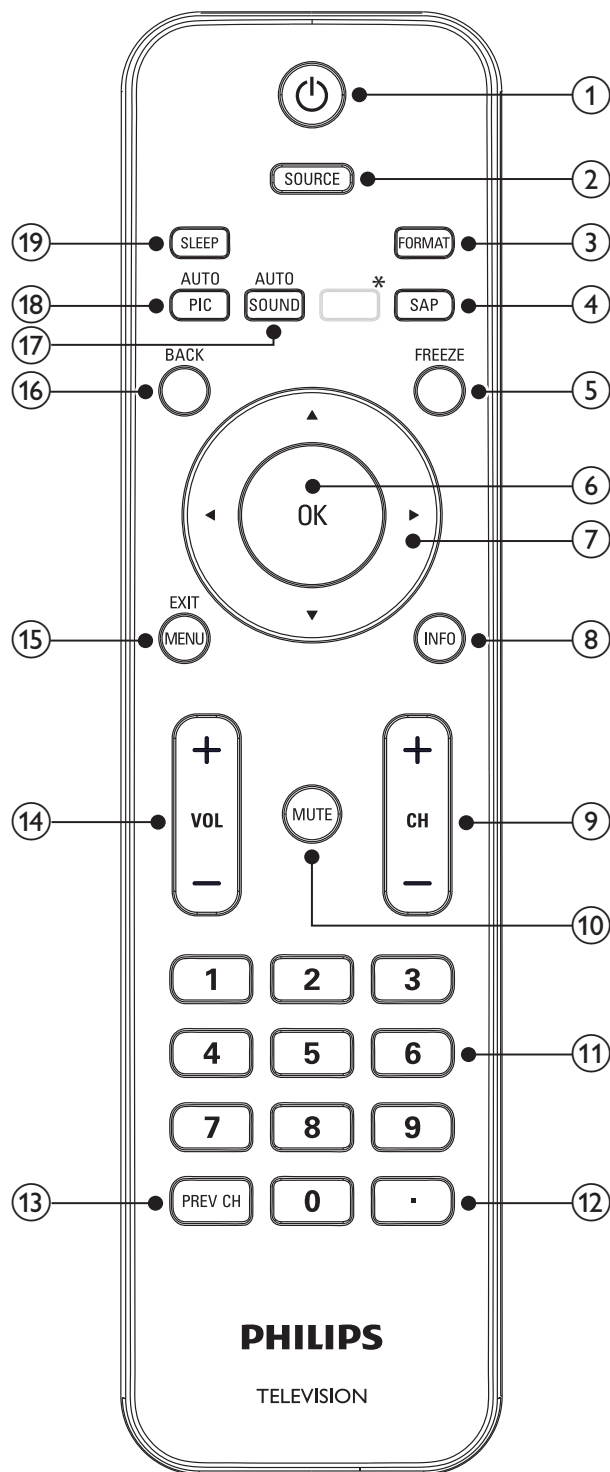 1
SOURCE
2
19
SLEEP
FORMAT
3
AUTO
AUTO
*
18
PIC
SOUND
SAP
4
17
BACK
FREEZE
16
5
6
OK
7
EXIT
15
MENU
INFO
8
+
+
14
VOL
MUTE
CH
9
−
−
10
1 2 3
4 5 6
11
7 8 9
13
PREV CH
0
.
12
PHILIPS
TELEVISION